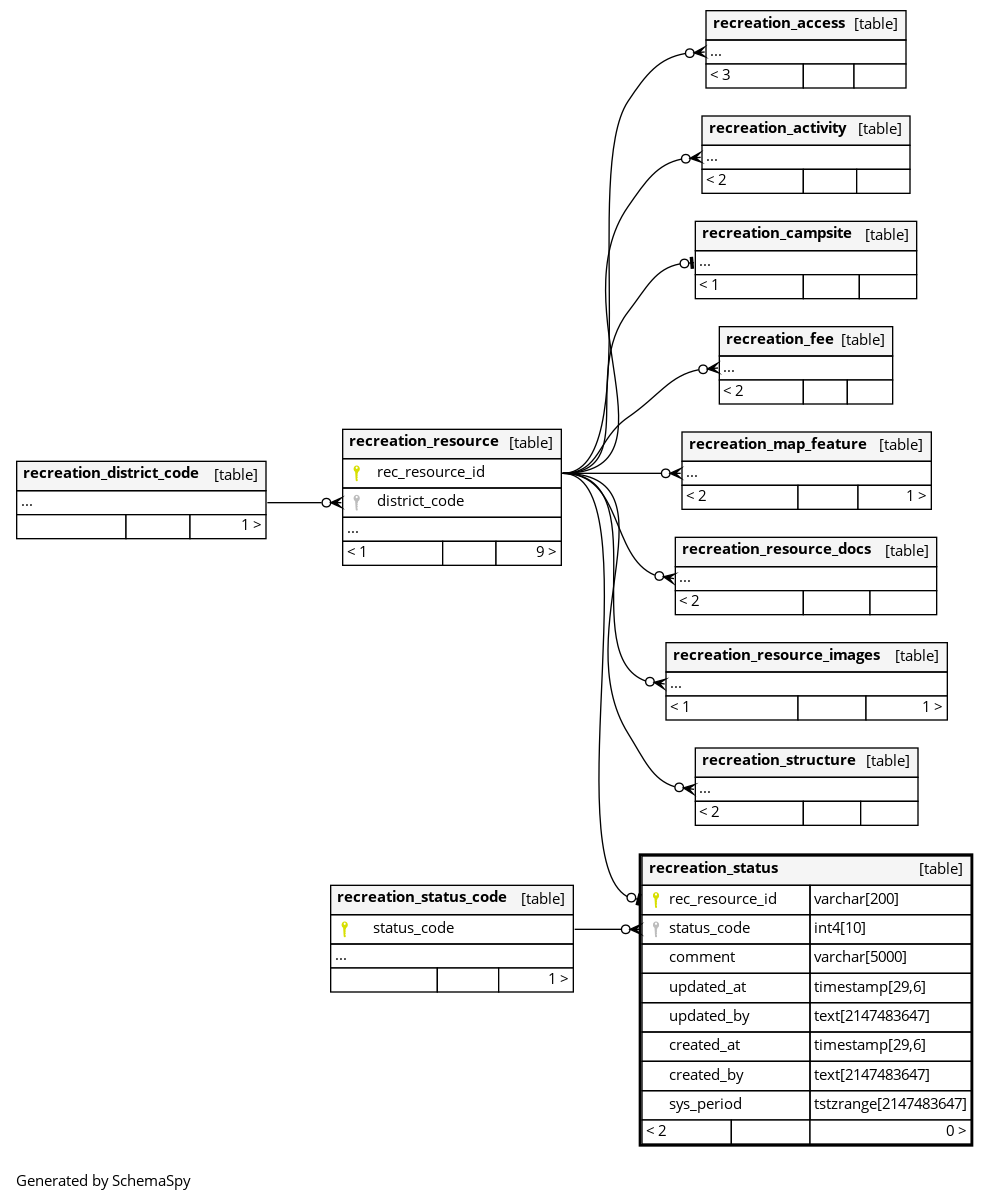 recreation_access [table]
...
< 3
recreation_activity [table]
...
< 2
recreation_campsite [table]
...
< 1
recreation_fee [table]
...
< 2
recreation_resource [table]
rec_resource_id
district_code
...
< 1 9 >
recreation_district_code [table]
...
1 >
recreation_map_feature [table]
...
< 2 1 >
recreation_resource_docs [table]
...
< 2
recreation_resource_images [table]
...
< 1 1 >
recreation_structure [table]
...
< 2
recreation_status_code [table]
status_code
...
1 >
recreation_status [table]
rec_resource_id varchar[200]
status_code int4[10]
comment varchar[5000]
updated_at timestamp[29,6]
updated_by text[2147483647]
created_at timestamp[29,6]
created_by text[2147483647]
sys_period tstzrange[2147483647]
< 2 0 >
Generated by SchemaSpy